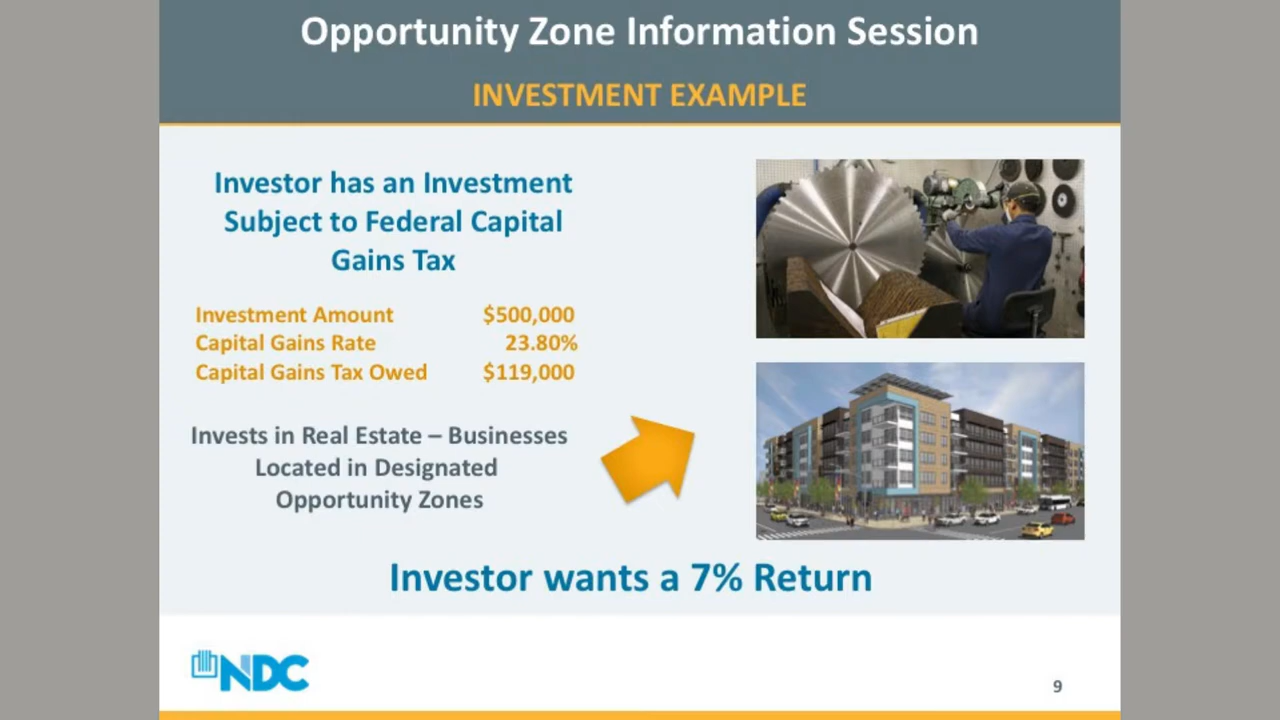 Opportunity Zone Information Session
INVESTMENT EXAMPLE
Investor has an Investment
Subject to Federal Capital
Gains Tax
Investment Amount $500,000
Capital Gains Rate 23.80%
Capital Gains Tax Owed $119,000
Invests in Real Estate – Businesses
Located in Designated
Opportunity Zones
Investor wants a 7% Return
NDC
9